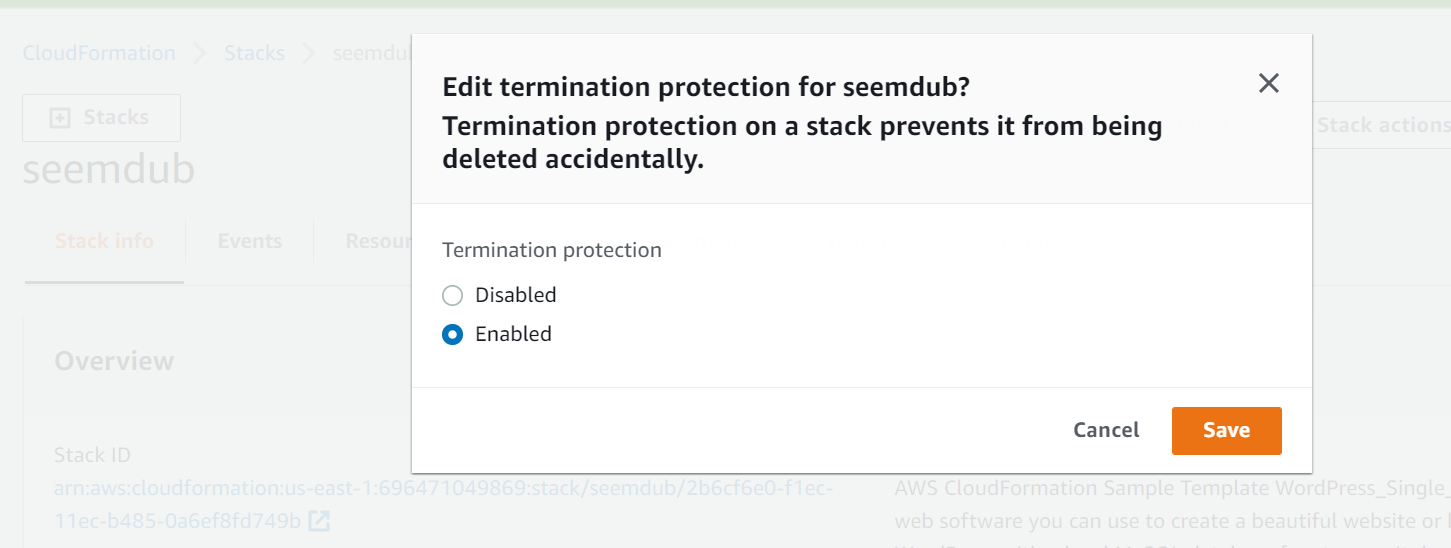 CloudFormation Stacks seemdu
Edit termination protection for seemdub?
Stacks
Termination protection on a stack prevents it from being
deleted accidentally.
Stack actions
seemdub
Stack info Events Resour
Termination protection
Disabled
Enabled
Overview
Cancel Save
Stack ID
arn:aws:cloudformation:us-east-1:696471049869:stack/seemdub/2b6cf6e0-f1ec-
11ec-b485-0a6ef8fd749b
AWS CloudFormation Sample Template WordPress_Single_
web software you can use to create a beautiful website or